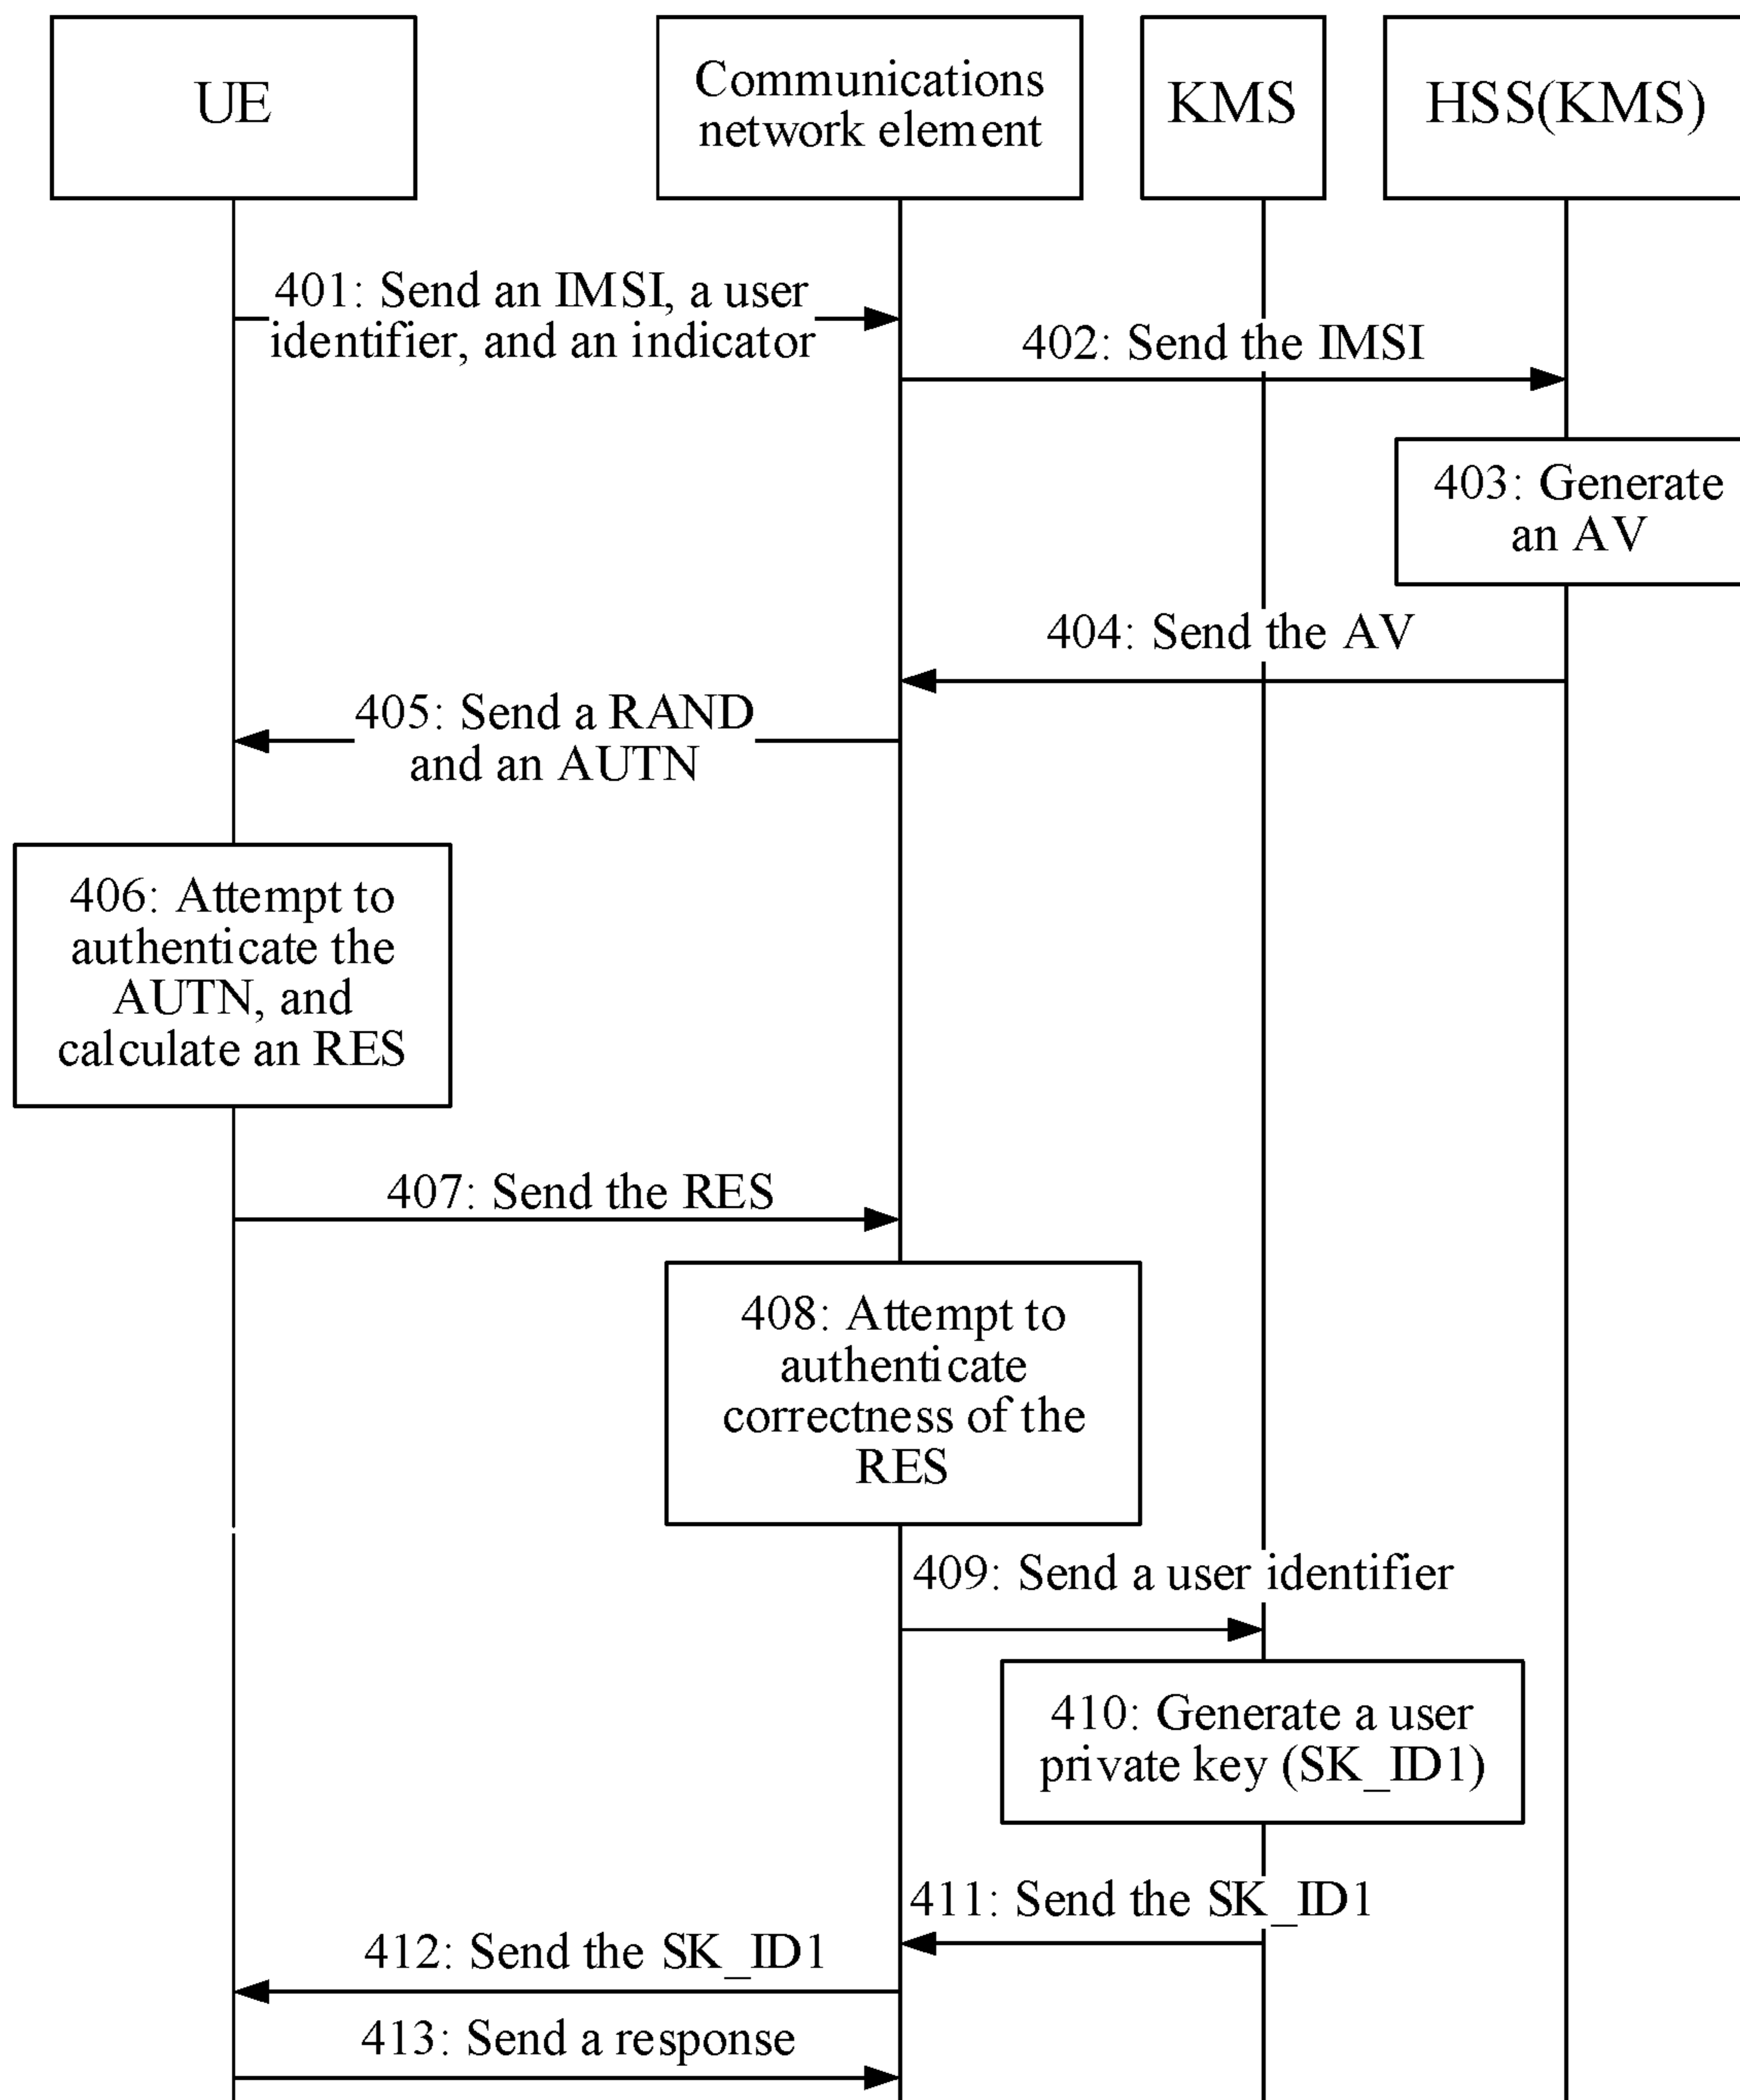 UE
Communications
network element
KMS
HSS(KMS)
401: Send an IMSI, a user
identifier, and an indicator
402: Send the IMSI
403: Generate
an AV
404: Send the AV
405: Send a RAND
and an AUTN
406: Attempt to
authenticate the
AUTN, and
calculate an RES
407: Send the RES
408: Attempt to
authenticate
correctness of the
RES
409: Send a user identifier
410: Generate a user
private key (SK_ID1)
411: Send the SK_ID1
412: Send the SK_ID1
413: Send a response